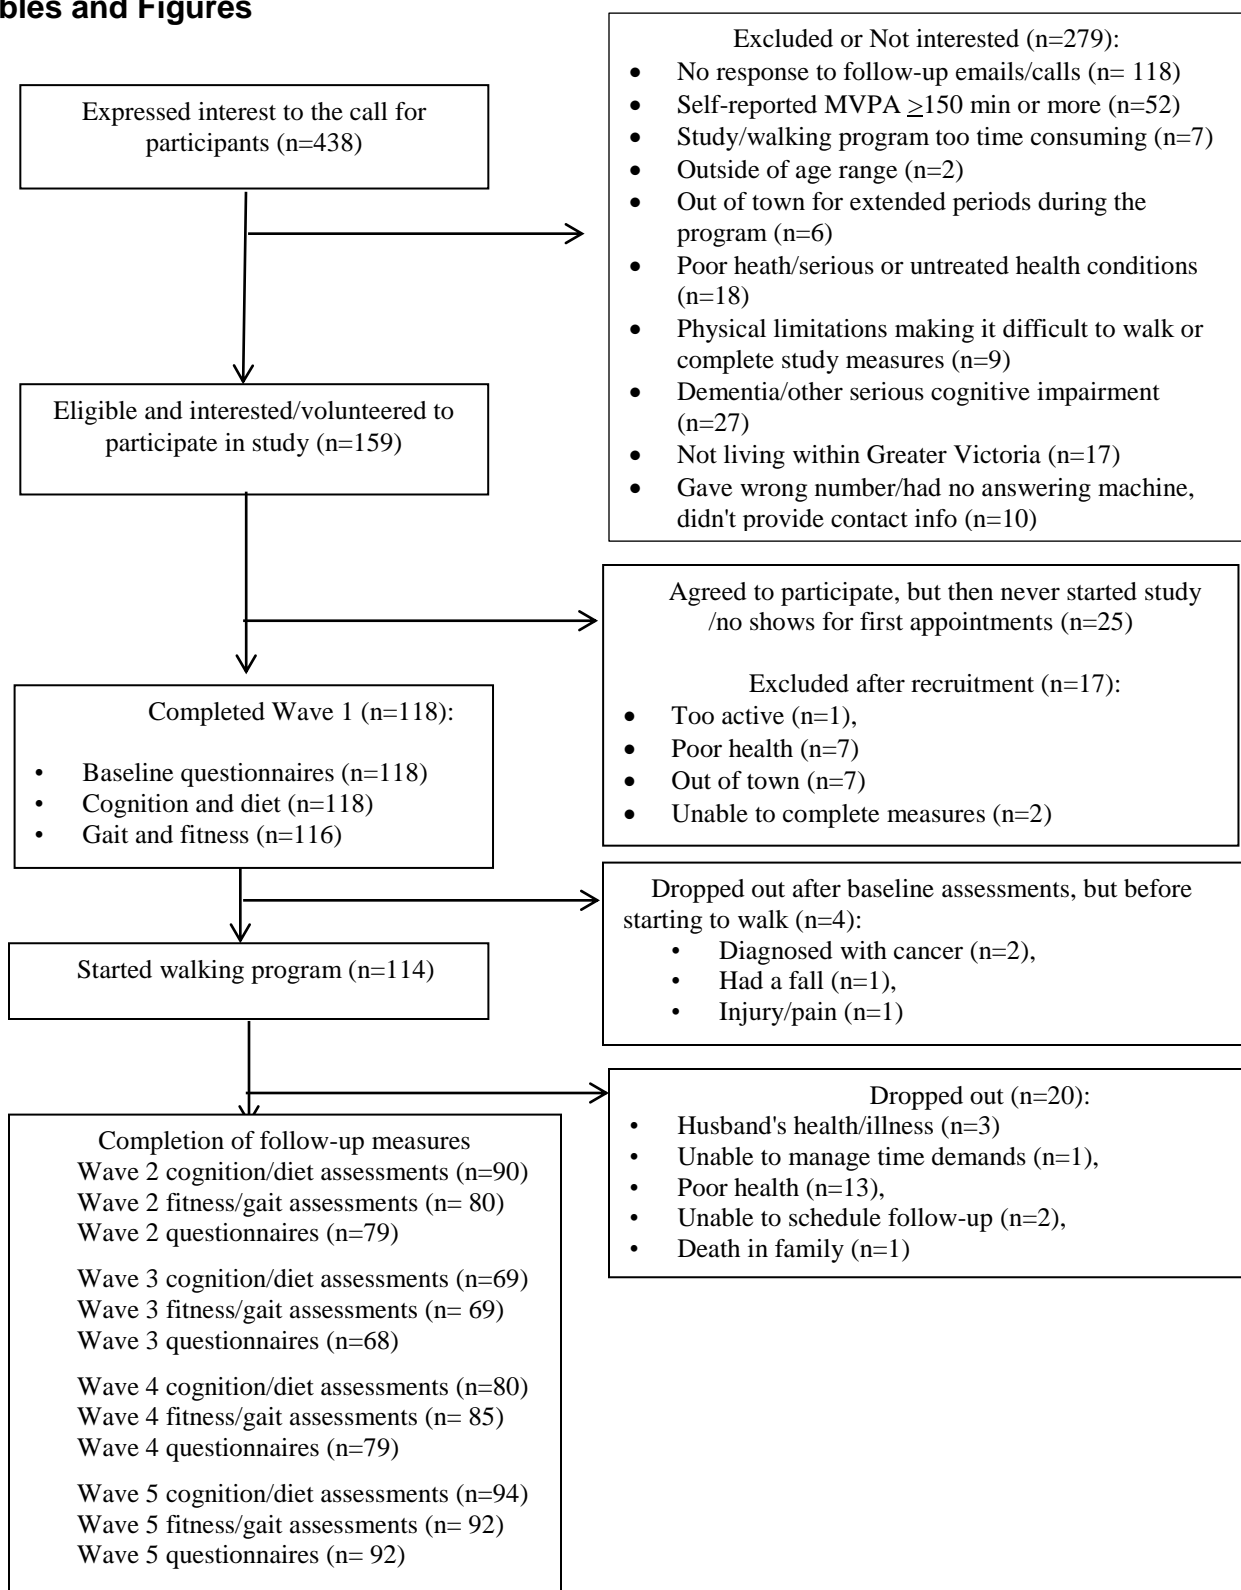 bles and Figures
Expressed interest to the call for
participants (n=438)
Excluded or Not interested (n=279):
• No response to follow-up emails/calls (n= 118)
• Self-reported MVPA ≥150 min or more (n=52)
• Study/walking program too time consuming (n=7)
• Outside of age range (n=2)
• Out of town for extended periods during the
program (n=6)
• Poor heath/serious or untreated health conditions
(n=18)
• Physical limitations making it difficult to walk or
complete study measures (n=9)
• Dementia/other serious cognitive impairment
(n=27)
• Not living within Greater Victoria (n=17)
• Gave wrong number/had no answering machine,
didn't provide contact info (n=10)
Eligible and interested/volunteered to
participate in study (n=159)
Agreed to participate, but then never started study
/no shows for first appointments (n=25)
Excluded after recruitment (n=17):
• Too active (n=1),
• Poor health (n=7)
• Out of town (n=7)
• Unable to complete measures (n=2)
Completed Wave 1 (n=118):
• Baseline questionnaires (n=118)
• Cognition and diet (n=118)
• Gait and fitness (n=116)
Dropped out after baseline assessments, but before
starting to walk (n=4):
• Diagnosed with cancer (n=2),
• Had a fall (n=1),
• Injury/pain (n=1)
Started walking program (n=114)
Dropped out (n=20):
• Husband's health/illness (n=3)
• Unable to manage time demands (n=1),
• Poor health (n=13),
• Unable to schedule follow-up (n=2),
• Death in family (n=1)
Completion of follow-up measures
Wave 2 cognition/diet assessments (n=90)
Wave 2 fitness/gait assessments (n= 80)
Wave 2 questionnaires (n=79)
Wave 3 cognition/diet assessments (n=69)
Wave 3 fitness/gait assessments (n= 69)
Wave 3 questionnaires (n=68)
Wave 4 cognition/diet assessments (n=80)
Wave 4 fitness/gait assessments (n= 85)
Wave 4 questionnaires (n=79)
Wave 5 cognition/diet assessments (n=94)
Wave 5 fitness/gait assessments (n= 92)
Wave 5 questionnaires (n= 92)